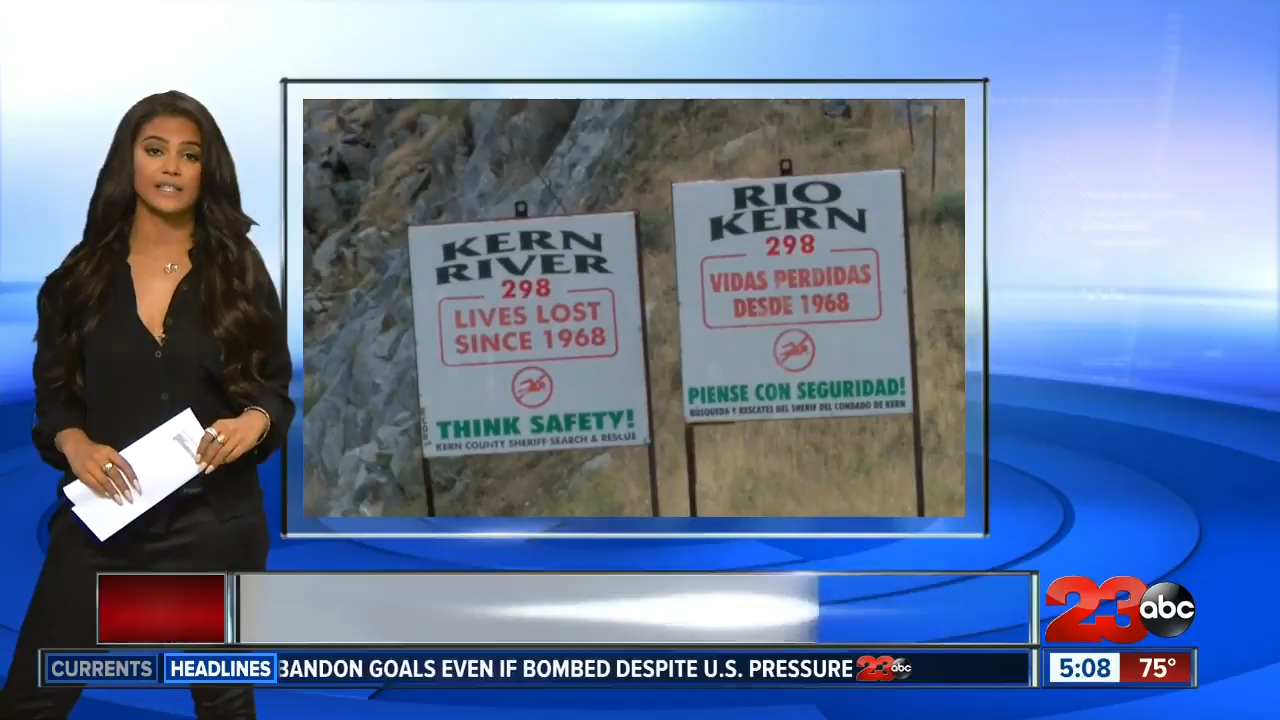 KERN
RIVER
298
LIVES LOST
SINCE 1968
THINK SAFETY!
KERN COUNTY SHERIFF SEARCH & RESCUE
RIO
KERN
298
VIDAS PERDIDAS
DESDE 1968
PIENSE CON SEGURIDAD!
BÚSQUEDA Y RESCATES DEL SHERIF DEL CONDADO DE KERN
23 abc
CURRENTS HEADLINES BANDON GOALS EVEN IF BOMBED DESPITE U.S. PRESSURE 23 abc
5:08 75°